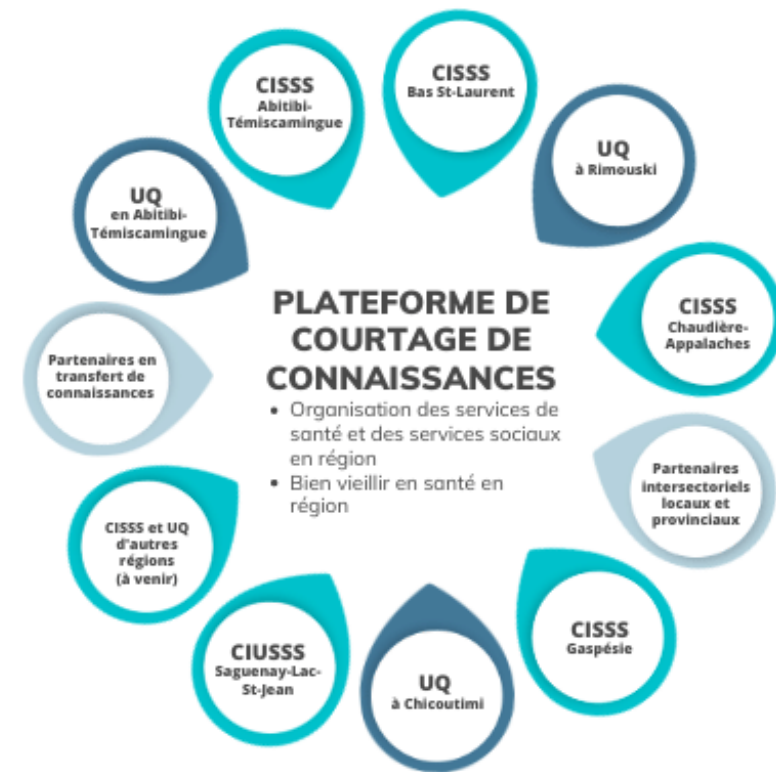 CISSS
Abitibi-
Témiscamingue
CISSS
Bas St-Laurent
UQ
à Rimouski
UQ
en Abitibi-
Témiscamingue
CISSS
Chaudière-
Appalaches
PLATEFORME DE
COURTAGE DE
CONNAISSANCES
• Organisation des services de
santé et des services sociaux
en région
• Bien vieillir en santé en
région
Partenaires en
transfert de
connaissances
Partenaires
intersectoriels
locaux et
provinciaux
CISSS et UQ
d'autres
régions
(à venir)
CISSS
Gaspésie
CIUSSS
Saguenay-Lac-
St-Jean
UQ
à Chicoutimi